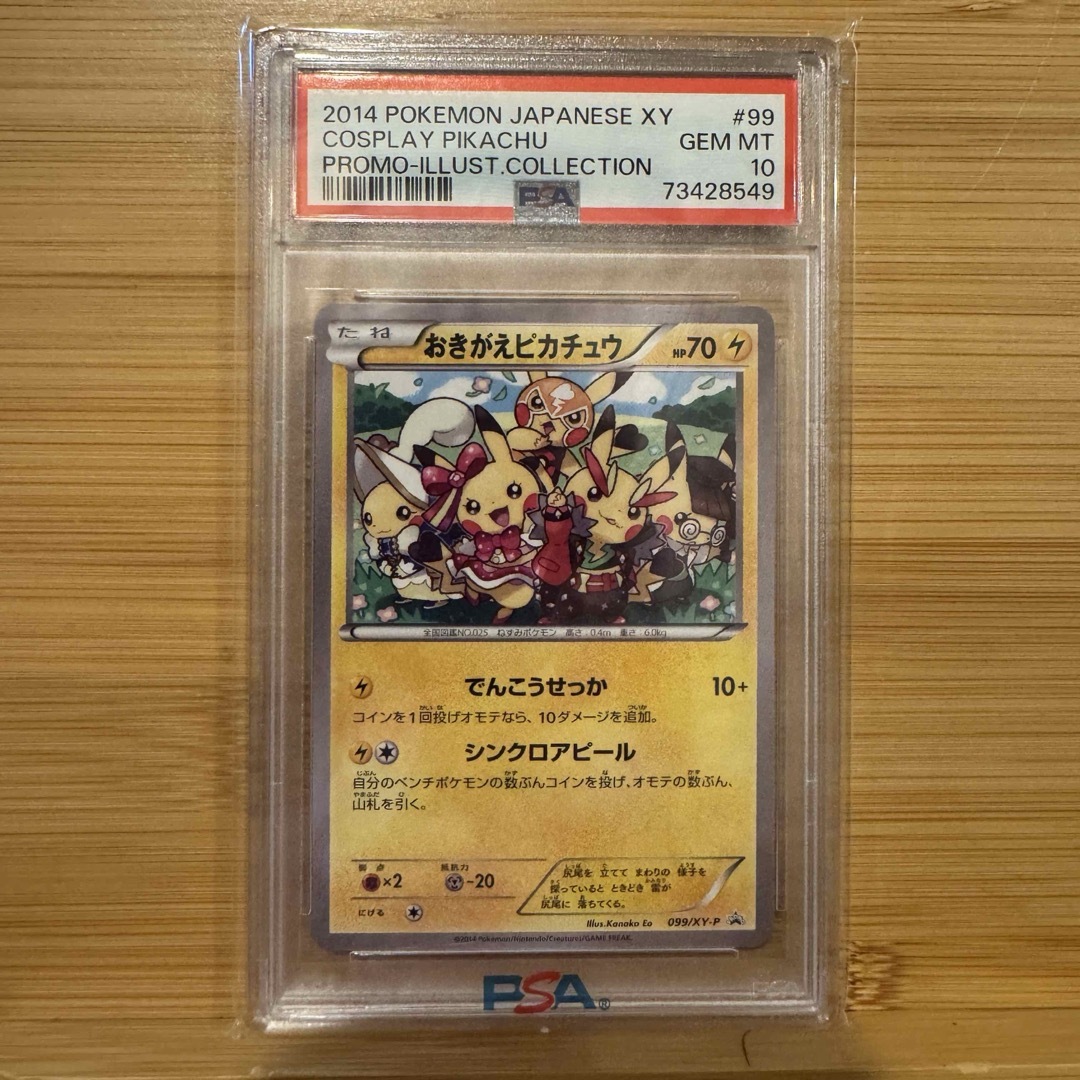 2014 POKEMON JAPANESE XY #99
COSPLAY PIKACHU GEM MT
PROMO-ILLUST.COLLECTION 10
73428549
PSA
たね おきがえピカチュウ HP70
全国図鑑NO.025 ねずみポケモン 高さ:0.4m 重さ:6.0kg
でんこうせっか 10+
コインを1回投げオモテなら、10ダメージを追加。
シンクロアピール
自分のベンチポケモンの数ぶんコインを投げ、オモテの数ぶん、
山札を引く。
弱点 抵抗力
×2 -20
にげる
尻尾を 立てて まわりの 様子を
探っていると ときどき 雷が
尻尾に 落ちてくる。
Illus.Kanako Eo 099/XY-P
©2014 Pokémon/Nintendo/Creatures/GAME FREAK.
PSA®